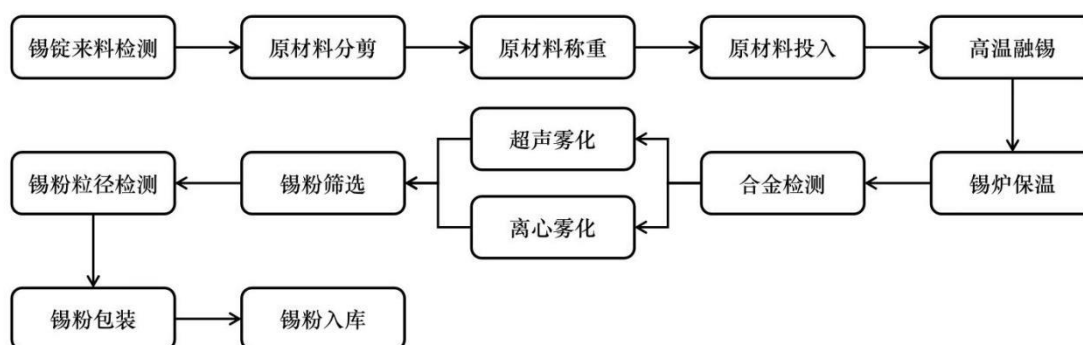 锡锭来料检测
原材料分剪
原材料称重
原材料投入
高温融锡
锡炉保温
合金检测
超声雾化
离心雾化
锡粉筛选
锡粉粒径检测
锡粉包装
锡粉入库